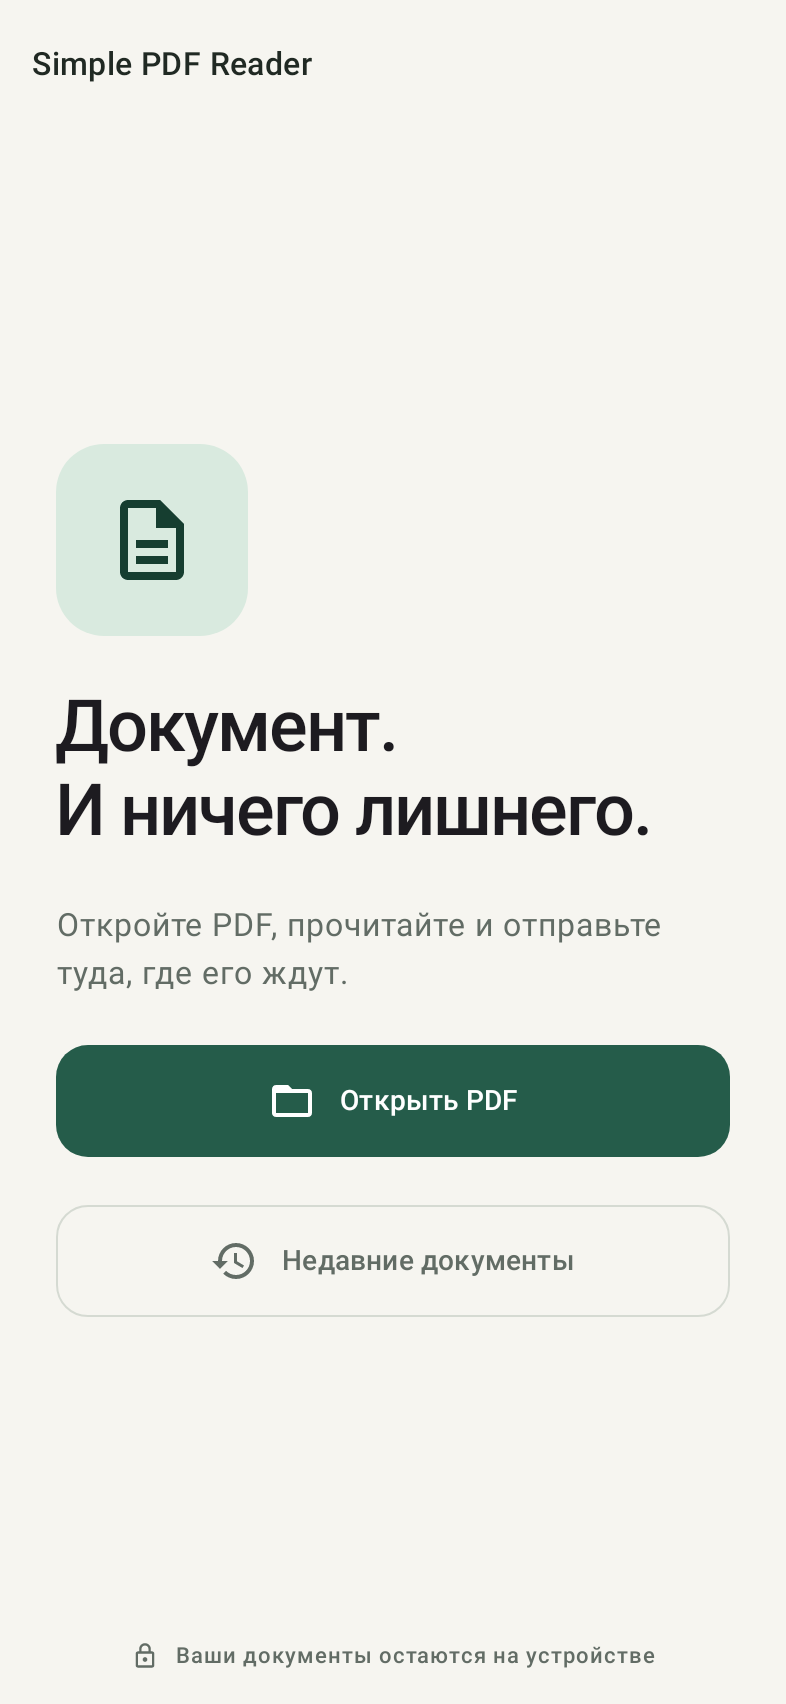 Simple PDF Reader
Документ.
И ничего лишнего.
Откройте PDF, прочитайте и отправьте
туда, где его ждут.
Открыть PDF
Недавние документы
Ваши документы остаются на устройстве